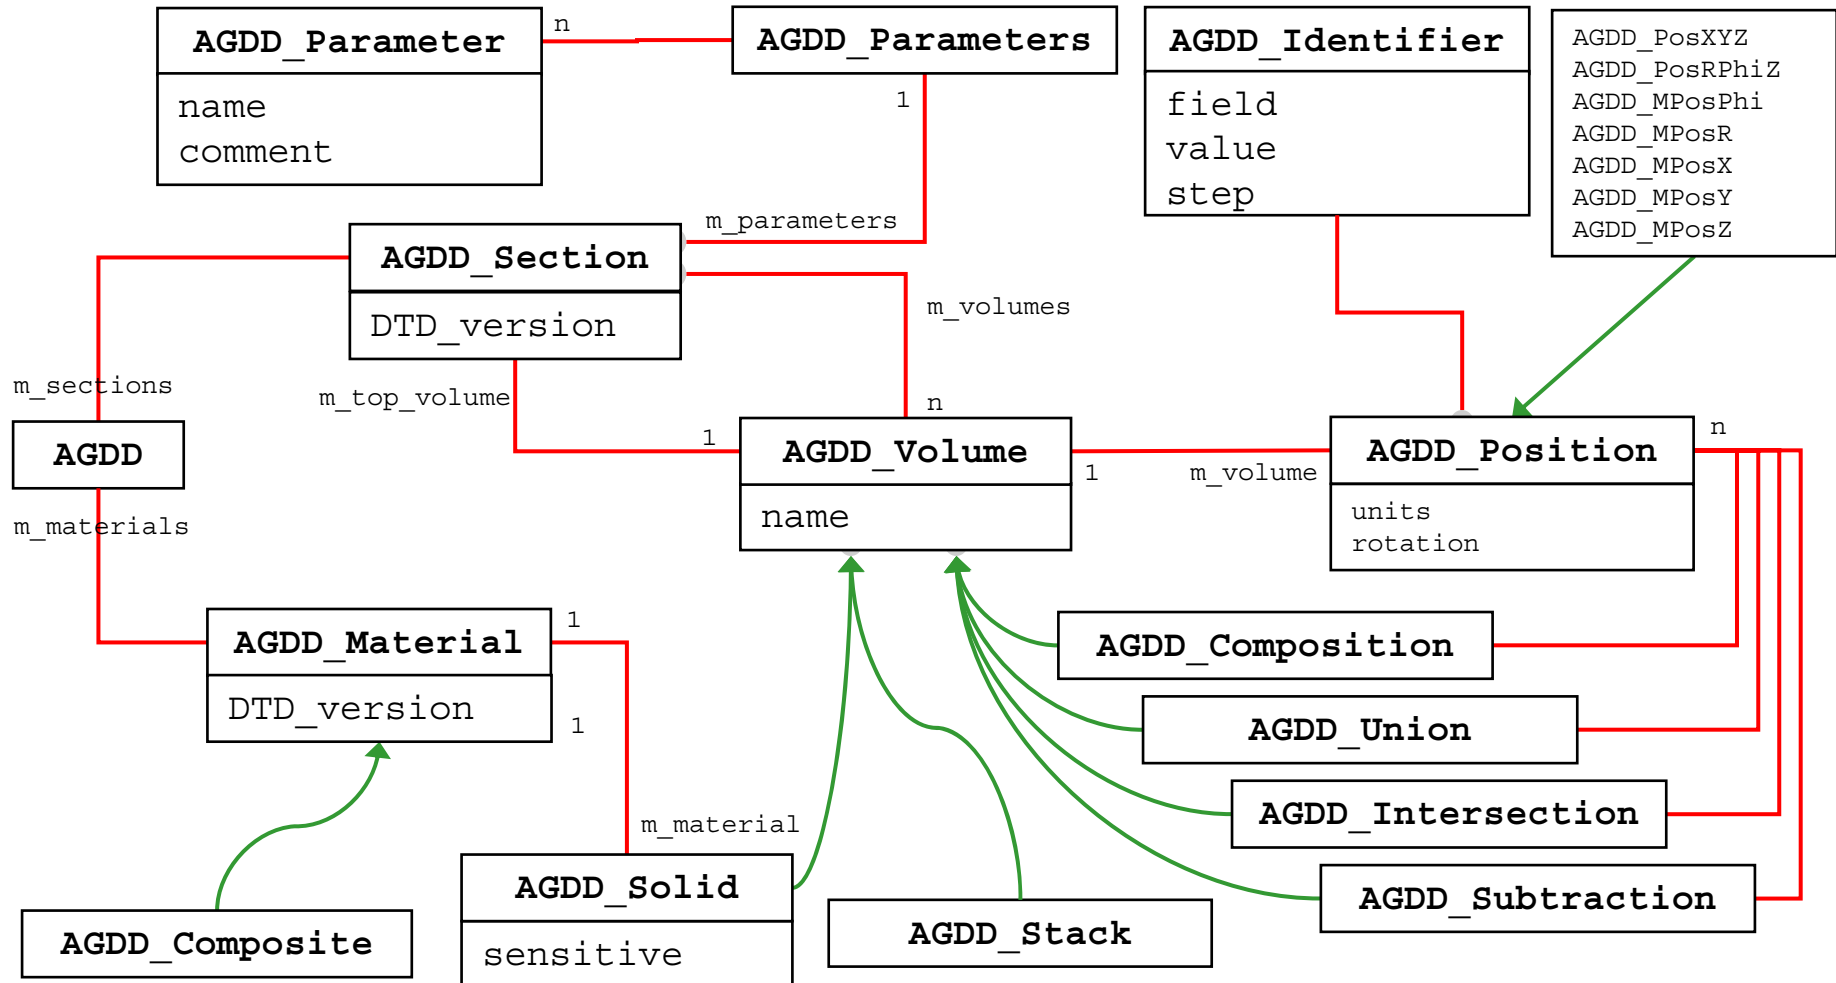 AGDD_Parameter
name
comment
n
AGDD_Parameters
1
AGDD_Identifier
field
value
step
AGDD_PosXYZ
AGDD_PosRPhiZ
AGDD_MPosPhi
AGDD_MPosR
AGDD_MPosX
AGDD_MPosY
AGDD_MPosZ
m_parameters
AGDD_Section
DTD_version
m_volumes
m_sections
m_top_volume
n
AGDD
1
AGDD_Volume
name
1
m_volume
AGDD_Position
units
rotation
n
m_materials
AGDD_Material
DTD_version
1
1
AGDD_Composition
AGDD_Union
AGDD_Intersection
AGDD_Subtraction
m_material
AGDD_Solid
sensitive
AGDD_Stack
AGDD_Composite